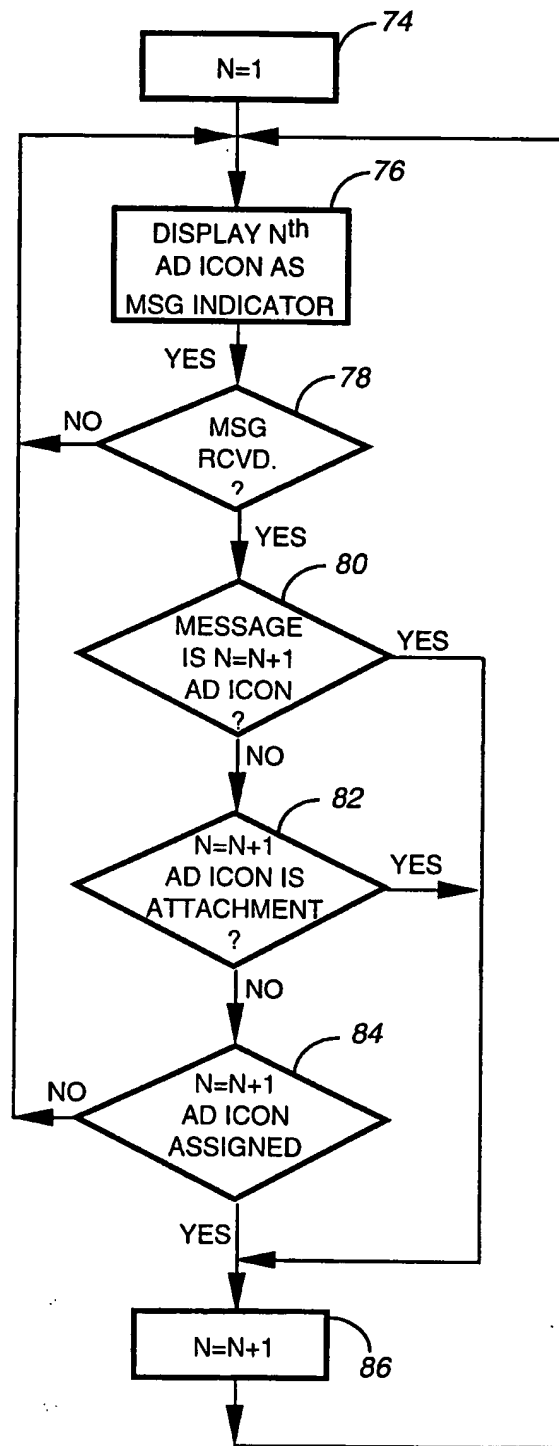 74
N=1
76
DISPLAY Nth
AD ICON AS
MSG INDICATOR
YES
78
NO
MSG
RCVD.
?
YES
80
MESSAGE
IS N=N+1
AD ICON
?
YES
NO
82
N=N+1
AD ICON IS
ATTACHMENT
?
YES
NO
84
NO
N=N+1
AD ICON
ASSIGNED
YES
N=N+1
86